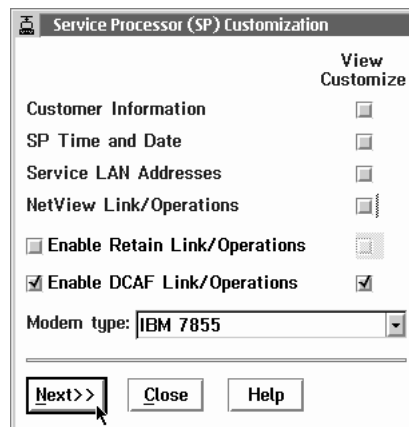 Service Processor (SP) Customization
View
Customize
Customer Information
SP Time and Date
Service LAN Addresses
NetView Link/Operations
Enable Retain Link/Operations
Enable DCAF Link/Operations
Modem type: IBM 7855
Next>> Close Help